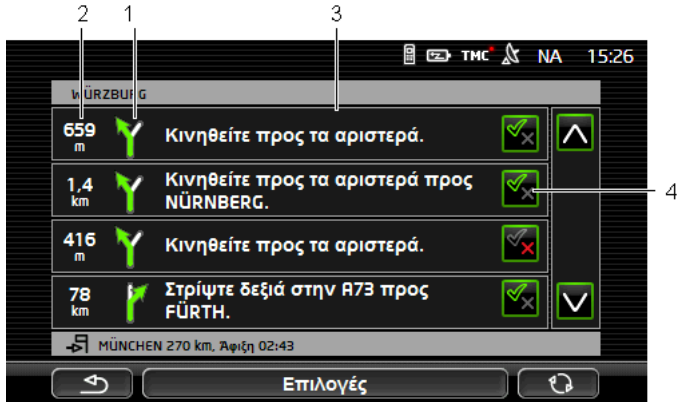 2 1 3
TMC NA 15:26
WÜRZBURG
659 m Κινηθείτε προς τα αριστερά.
1,4 km Κινηθείτε προς τα αριστερά προς
NÜRNBERG.
4
416 m Κινηθείτε προς τα αριστερά.
78 km Στρίψτε δεξιά στην A73 προς
FÜRTH.
MÜNCHEN 270 km, Άφιξη 02:43
Επιλογές